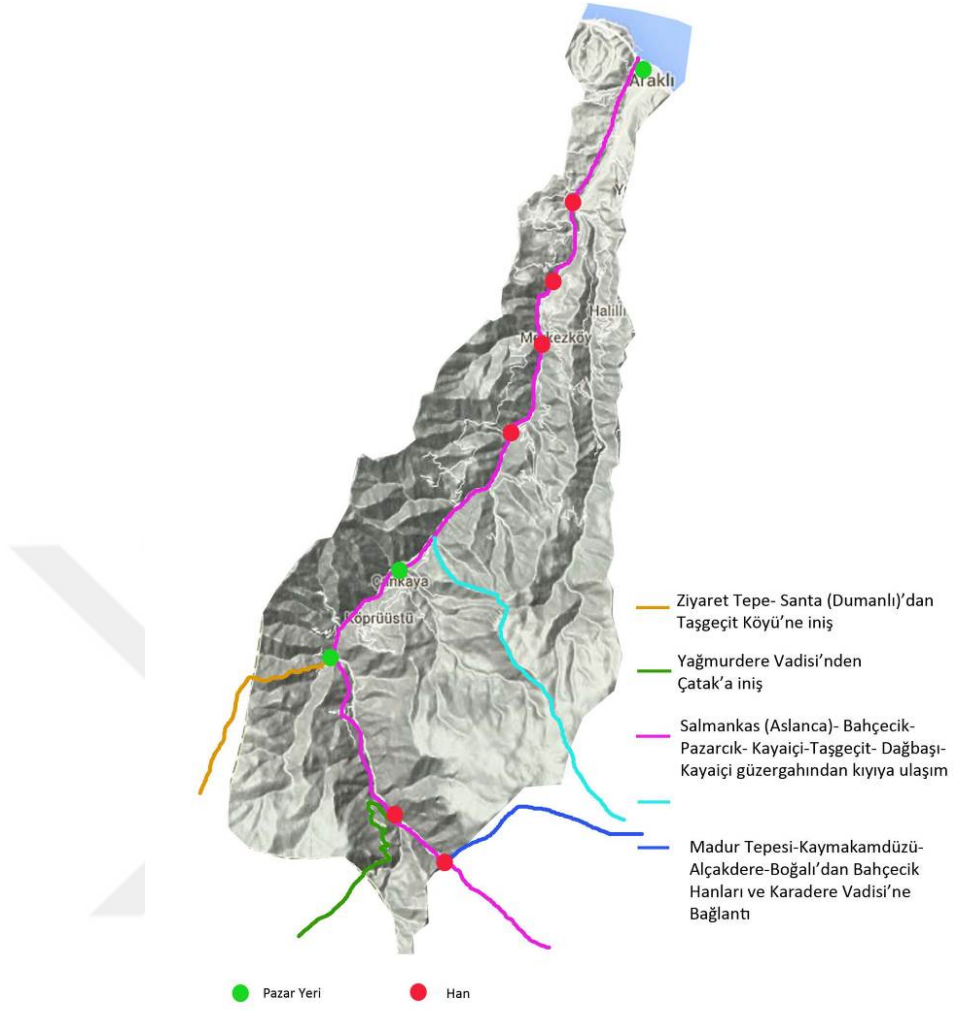 Araklı
Halilli
Merkezköy
Çankaya
Köprüüstü
Ziyaret Tepe- Santa (Dumanlı)’dan
Taşgeçit Köyü’ne iniş
Yağmurdere Vadisi’nden
Çatak’a iniş
Salmankas (Aslanca)- Bahçecik-
Pazarcık- Kayaiçi-Taşgeçit- Dağbaşı-
Kayaiçi güzergahından kıyıya ulaşım
Madur Tepesi-Kaymakamdüzü-
Alçakdere-Boğalı’dan Bahçecik
Hanları ve Karadere Vadisi’ne
Bağlantı
Pazar Yeri
Han